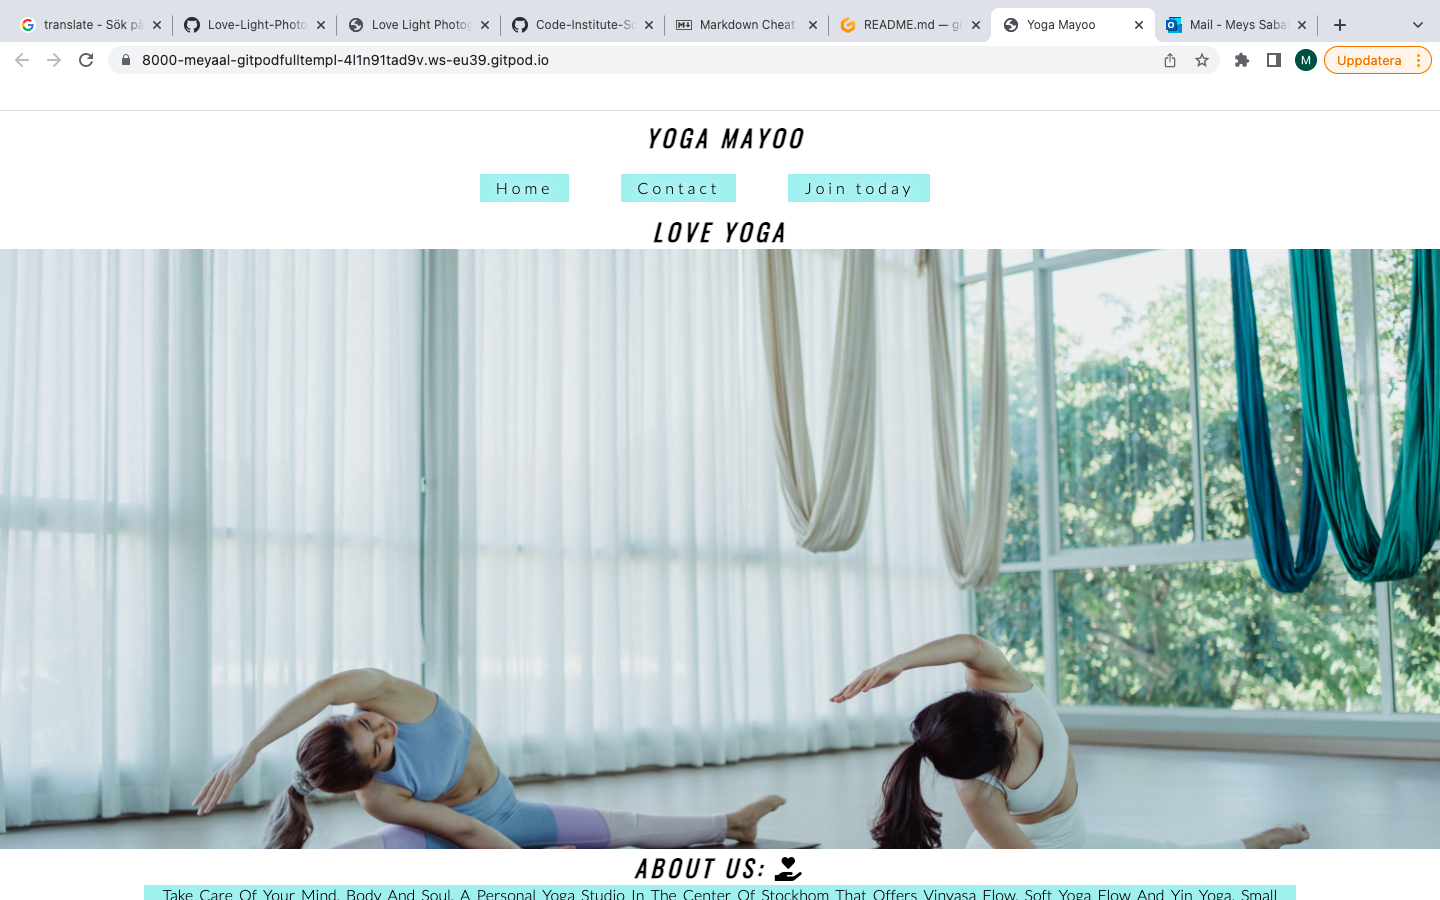 translate - Sök på
Love-Light-Photo
Love Light Photog
Code-Institute-So
Markdown Cheat
README.md — gi
Yoga Mayoo
Mail - Meys Sabal
8000-meyaal-gitpodfulltempl-4l1n91tad9v.ws-eu39.gitpod.io
M
Uppdatera
YOGA MAYOO
Home
Contact
Join today
LOVE YOGA
ABOUT US:
Take Care Of Your Mind, Body And Soul. A Personal Yoga Studio In The Center Of Stockhom That Offers Vinyasa Flow, Soft Yoga Flow And Yin Yoga. Small